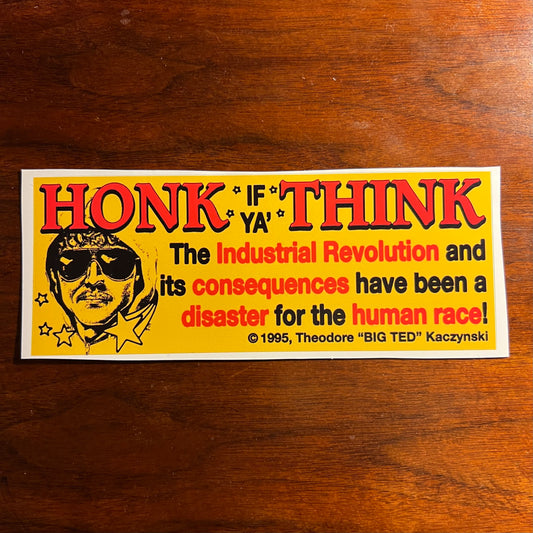 HONK IF YA' THINK
The Industrial Revolution and
its consequences have been a
disaster for the human race!
© 1995, Theodore "BIG TED" Kaczynski